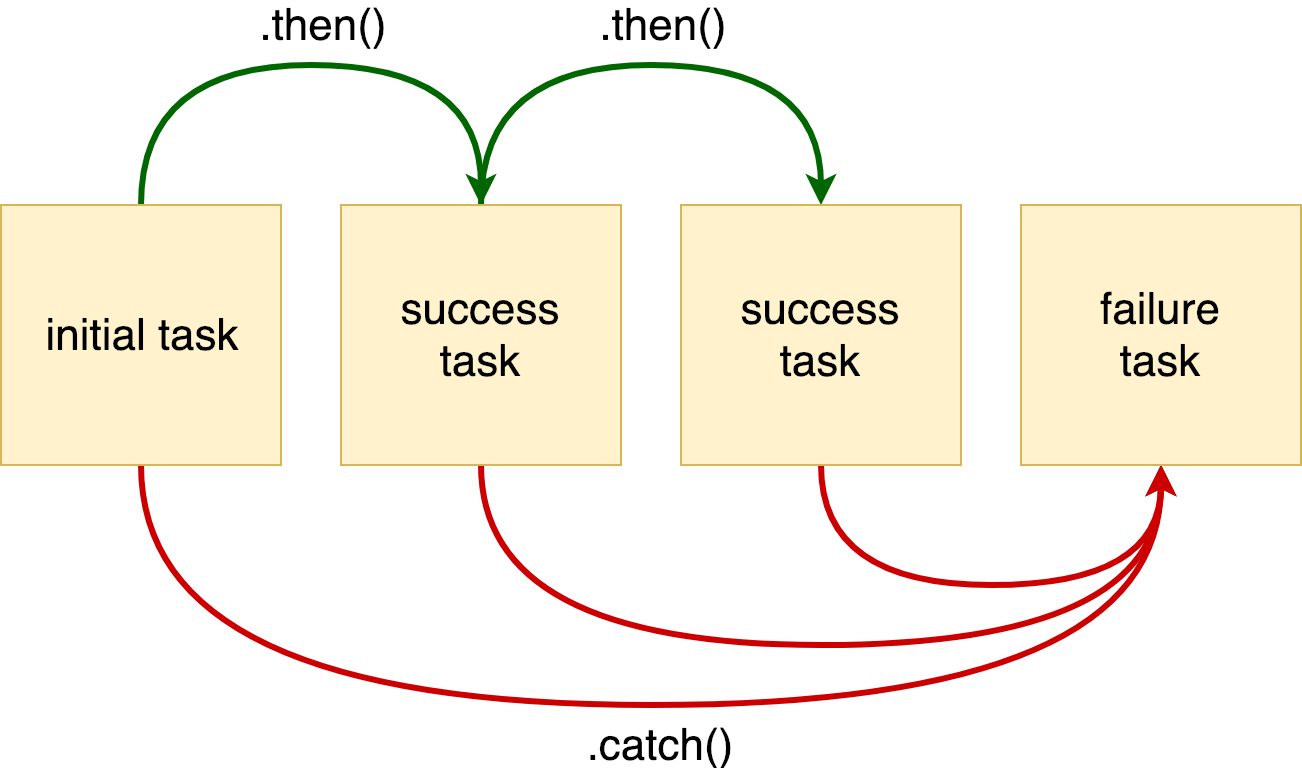 .then()
.then()
initial task
success
task
success
task
failure
task
.catch()